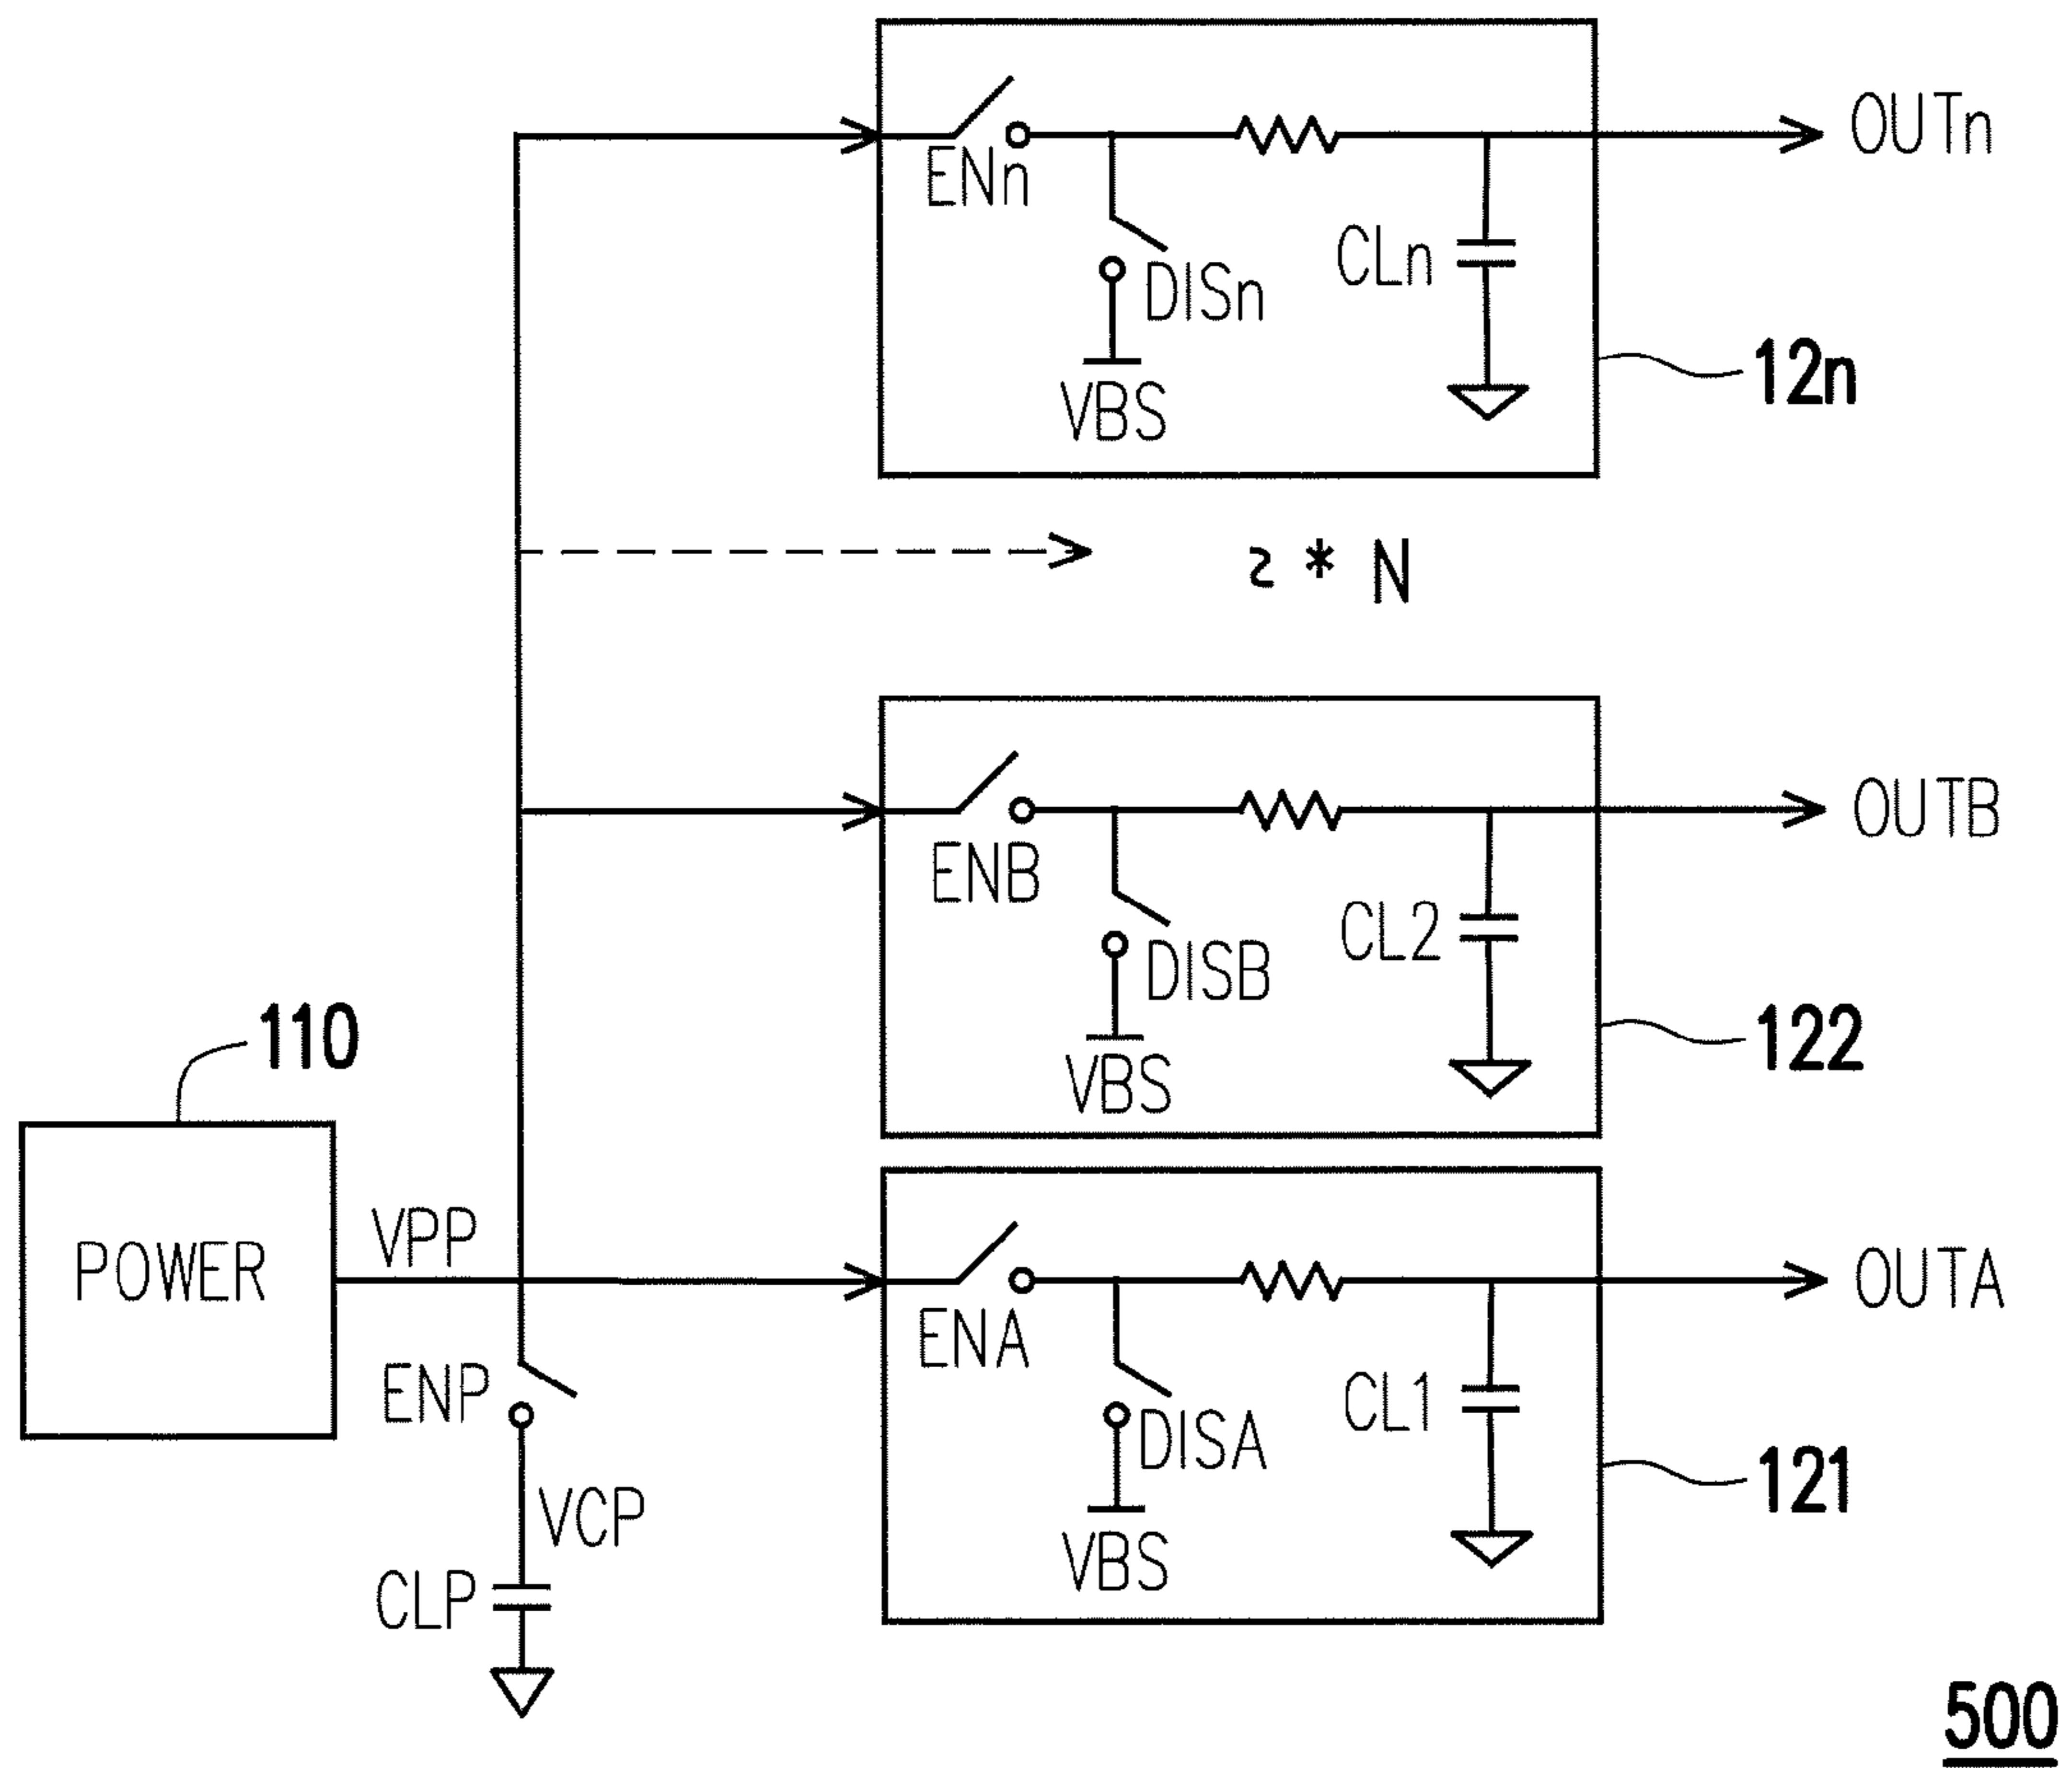 OUTn
ENn
CLn
DISn
12n
VBS
* N
OUTB
ENB
CL2
DISB
110
122
VBS
VPP
POWER
OUTA
ENA
ENP
CL1
DISA
121
VCP
VBS
CLP
500